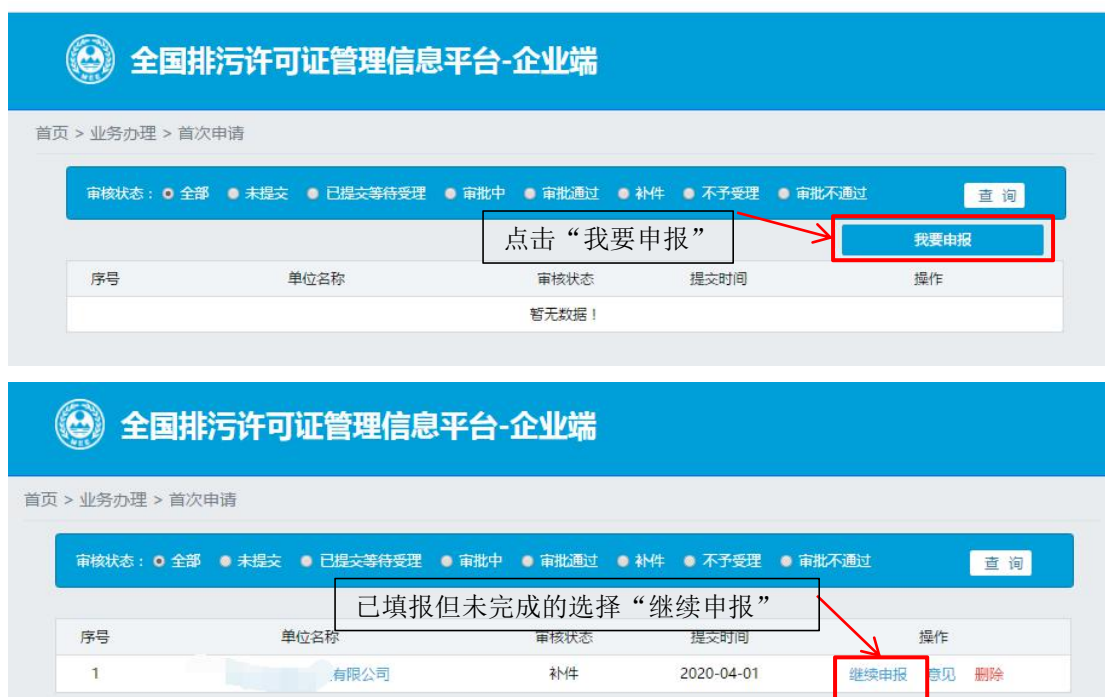 全国排污许可证管理信息平台-企业端
首页 > 业务办理 > 首次申请
审核状态： 全部 未提交 已提交等待受理 审批中 审批通过 补件 不予受理 审批不通过 查 询
点击“我要申报” 我要申报
序号 单位名称 审核状态 提交时间 操作
暂无数据！
全国排污许可证管理信息平台-企业端
首页 > 业务办理 > 首次申请
审核状态： 全部 未提交 已提交等待受理 审批中 审批通过 补件 不予受理 审批不通过 查 询
已填报但未完成的选择“继续申报”
序号 单位名称 审核状态 提交时间 操作
1 有限公司 补件 2020-04-01 继续申报 意见 删除